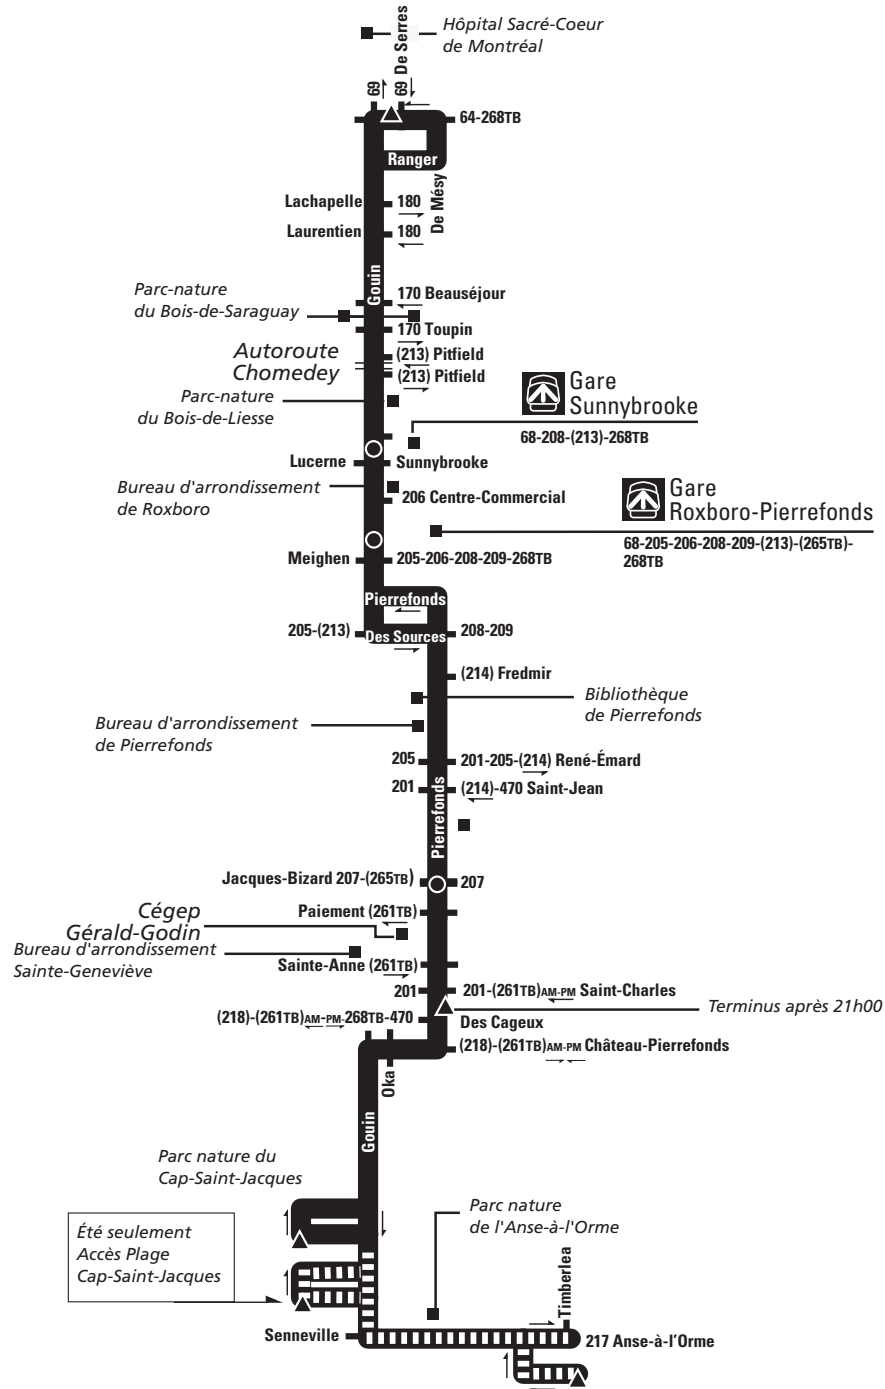 Hôpital Sacré-Coeur
de Montréal
De Serres
69
69
64-268TB
Ranger
De Mésy
Lachapelle
180
Laurentien
180
Gouin
Parc-nature
du Bois-de-Saraguay
170 Beauséjour
170 Toupin
Autoroute
Chomedey
(213) Pitfield
(213) Pitfield
Parc-nature
du Bois-de-Liesse
Gare
Sunnybrooke
68-208-(213)-268TB
Lucerne
Sunnybrooke
Bureau d'arrondissement
de Roxboro
206 Centre-Commercial
Gare
Roxboro-Pierrefonds
68-205-206-208-209-(213)-(265TB)-
268TB
Meighen
205-206-208-209-268TB
Pierrefonds
205-(213)
Des Sources
208-209
(214) Fredmir
Bibliothèque
de Pierrefonds
Bureau d'arrondissement
de Pierrefonds
205
201-205-(214) René-Émard
201
(214)-470 Saint-Jean
Pierrefonds
Jacques-Bizard 207-(265TB)
207
Cégep
Gérald-Godin
Paiement (261TB)
Bureau d'arrondissement
Sainte-Geneviève
Sainte-Anne (261TB)
201
201-(261TB)AM-PM Saint-Charles
Terminus après 21h00
(218)-(261TB)AM-PM-268TB-470
Des Cageux
(218)-(261TB)AM-PM Château-Pierrefonds
Oka
Gouin
Parc nature du
Cap-Saint-Jacques
Été seulement
Accès Plage
Cap-Saint-Jacques
Parc nature
de l'Anse-à-l'Orme
Timberlea
Senneville
217 Anse-à-l'Orme